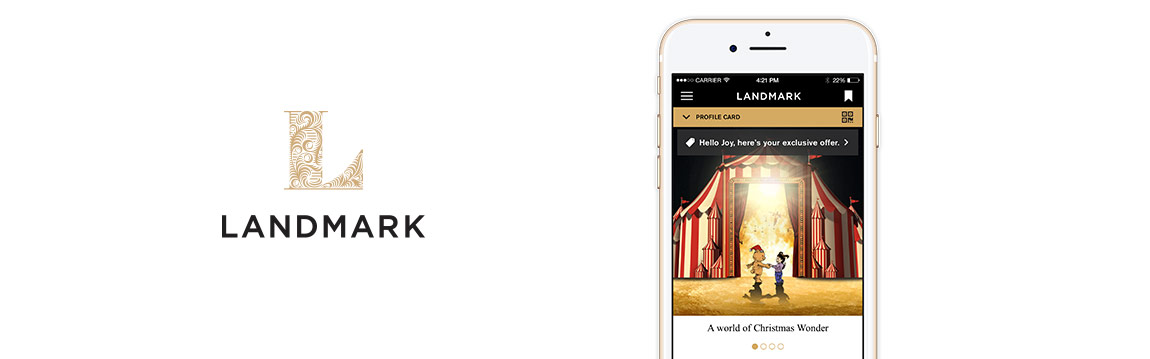 L
LANDMARK
CARRIER 4:21 PM 22%
LANDMARK
PROFILE CARD
Hello Joy, here's your exclusive offer.
A world of Christmas Wonder